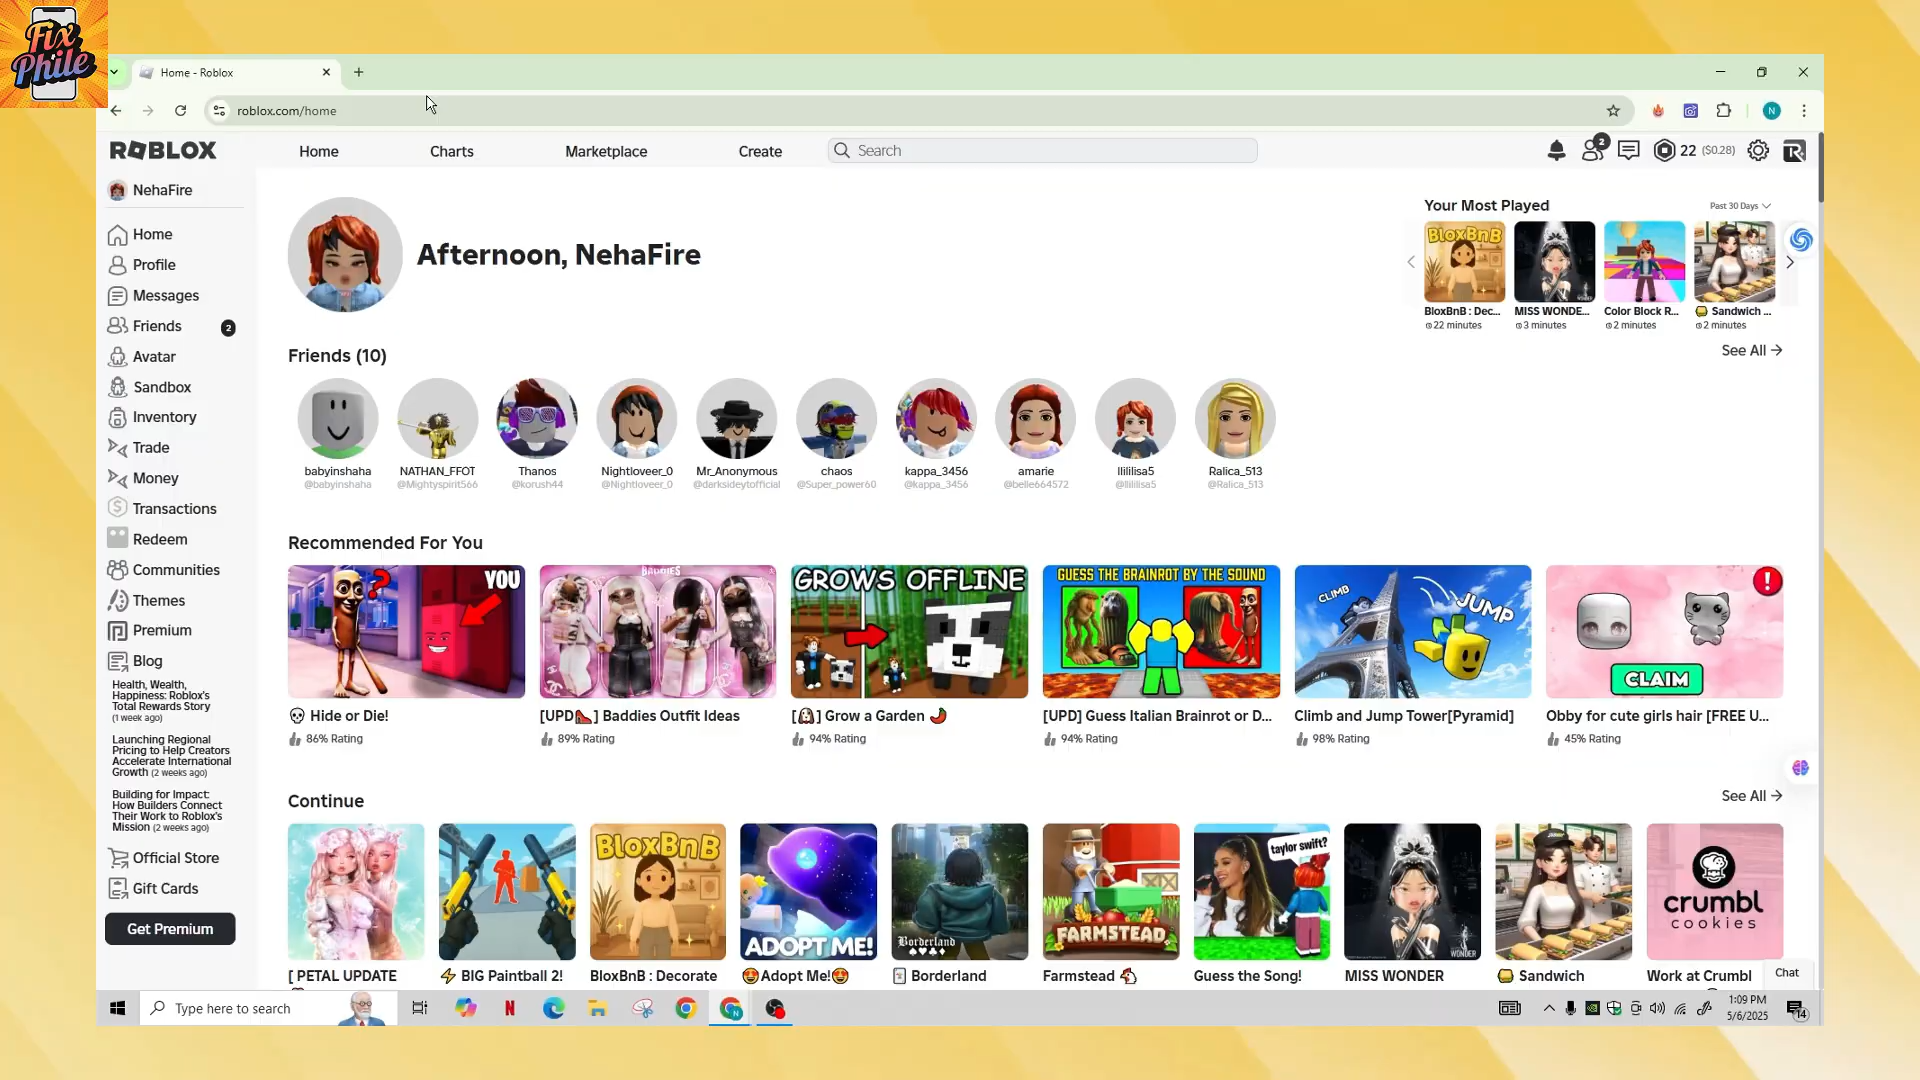 Fix
Phile
Home - Roblox
roblox.com/home
N
ROBLOX
Home
Charts
Marketplace
Create
Search
2
22 ($0.28)
NehaFire
Home
Profile
Messages
Friends
2
Avatar
Sandbox
Inventory
Trade
Money
Transactions
Redeem
Communities
Themes
Premium
Blog
Health, Wealth,
Happiness: Roblox's
Total Rewards Story
(1 week ago)
Launching Regional
Pricing to Help Creators
Accelerate International
Growth (2 weeks ago)
Building for Impact:
How Builders Connect
Their Work to Roblox's
Mission (2 weeks ago)
Official Store
Gift Cards
Get Premium
Afternoon, NehaFire
Your Most Played
Past 30 Days
BLOXBNB
BloxBnB : Dec...
22 minutes
MISS WONDE...
3 minutes
Color Block R...
2 minutes
Sandwich ...
2 minutes
See All
Friends (10)
babyinshaha
@babyinshaha
NATHAN_FFOT
@Mightyspirit566
Thanos
@korush44
Nightloveer_0
@Nightloveer_0
Mr_Anonymous
@darksideytofficial
chaos
@Super_power60
kappa_3456
@kappa_3456
amarie
@belle664572
llililisa5
@llililisa5
Ralica_513
@Ralica_513
Recommended For You
?
YOU
Hide or Die!
86% Rating
BADDIES
[UPD] Baddies Outfit Ideas
89% Rating
GROWS OFFLINE
[] Grow a Garden
94% Rating
GUESS THE BRAINROT BY THE SOUND
[UPD] Guess Italian Brainrot or D...
94% Rating
CLIMB
JUMP
Climb and Jump Tower[Pyramid]
98% Rating
!
CLAIM
Obby for cute girls hair [FREE U...
45% Rating
Continue
See All
[ PETAL UPDATE
BIG Paintball 2!
BloxBnB
BloxBnB : Decorate
ADOPT ME!
Adopt Me!
Borderland
Borderland
FARMSTEAD
Farmstead
taylor swift?
Guess the Song!
WONDER
MISS WONDER
Sandwich
crumbl
cookies
Work at Crumbl
Chat
Type here to search
1:09 PM
5/6/2025
14